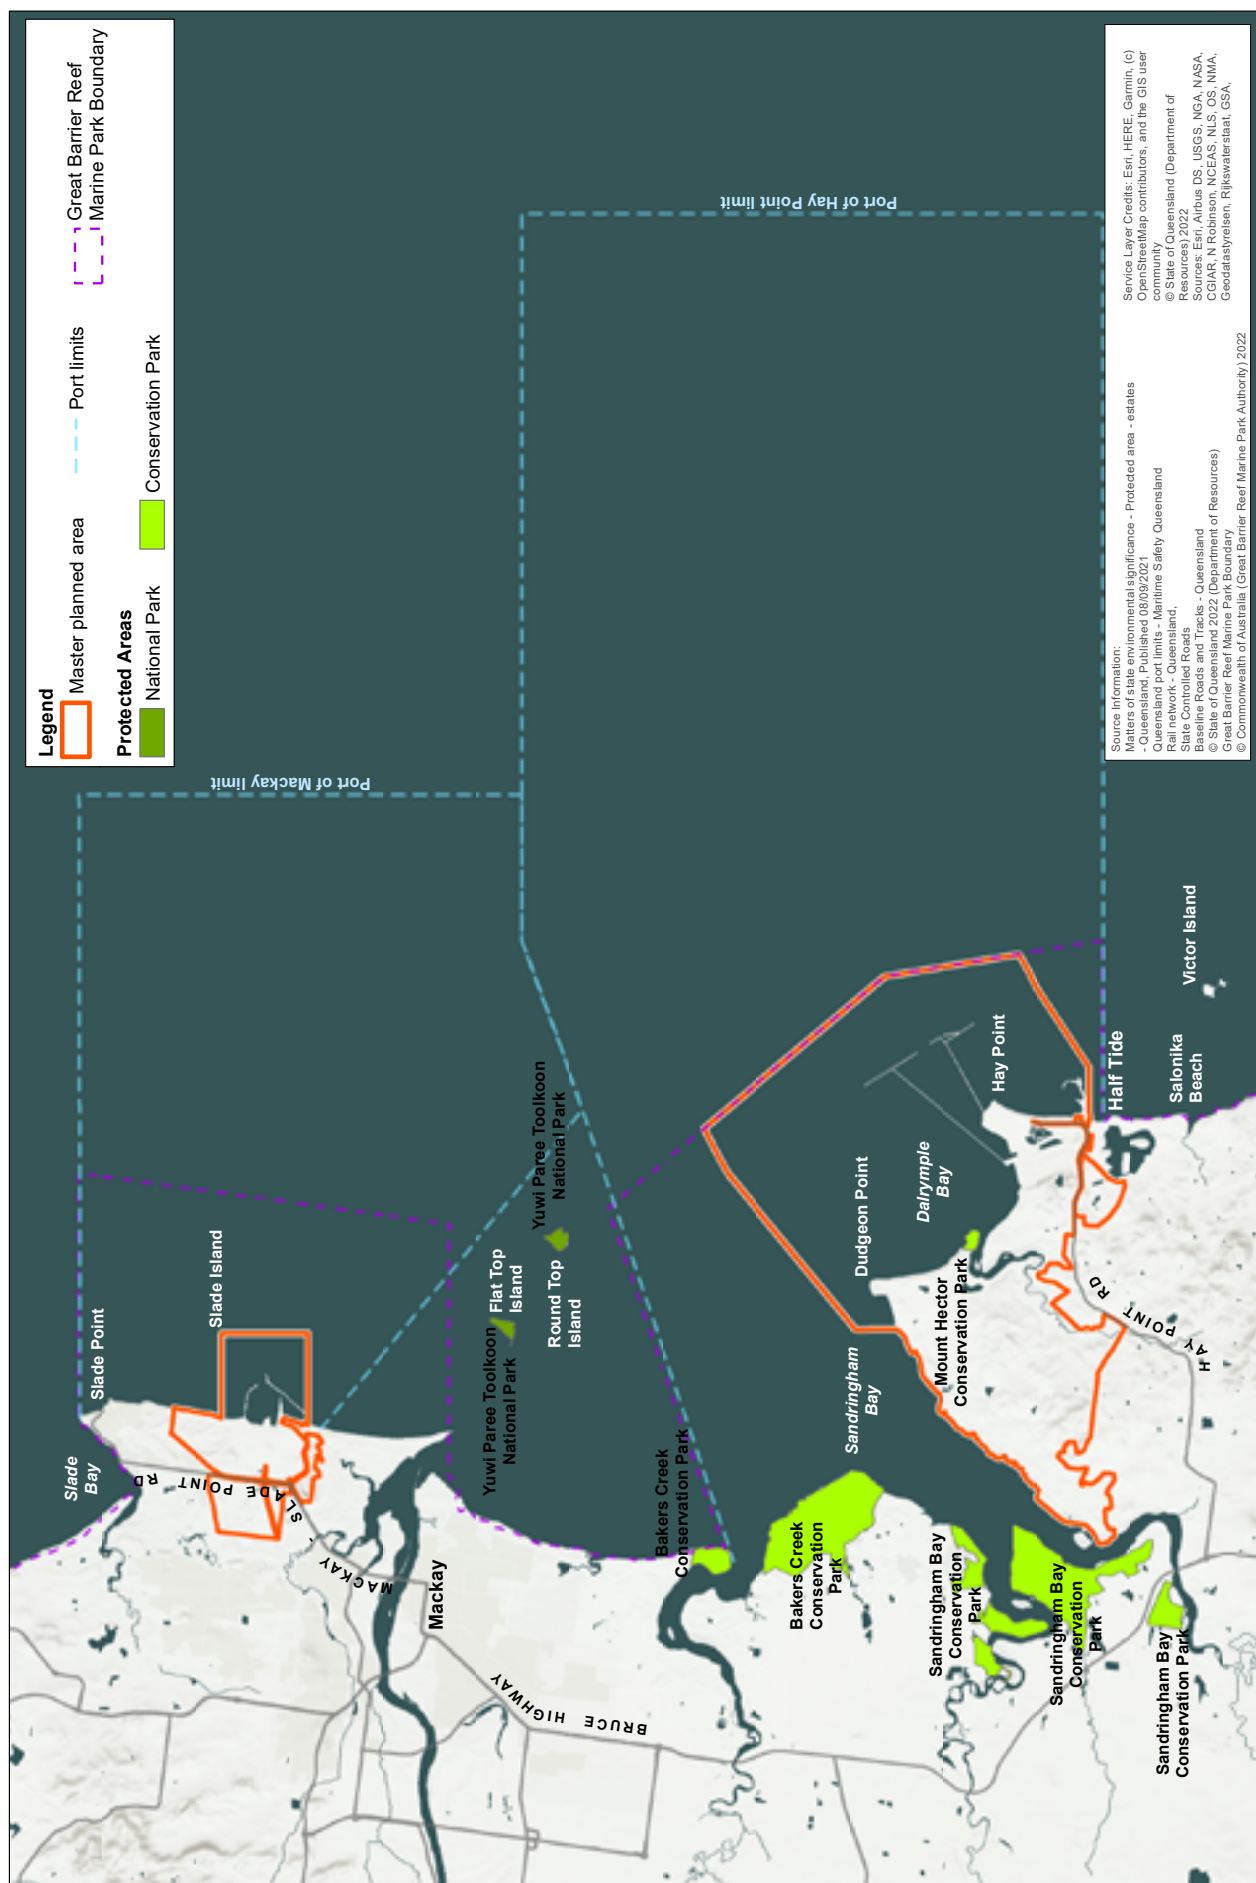 Legend
Master planned area
Port limits
Great Barrier Reef
Marine Park Boundary
Protected Areas
National Park
Conservation Park
Port of Mackay limit
Port of Hay Point limit
Slade Point
Slade Island
Slade
Bay
MACKAY - SLADE POINT RD
Mackay
BRUCE HIGHWAY
Yuwi Paree Toolkoon
National Park
Flat Top
Island
Round Top
Island
Yuwi Paree Toolkoon
National Park
Bakers Creek
Conservation Park
Bakers Creek
Conservation
Park
Sandringham
Bay
Dudgeon Point
Dalrymple
Bay
Hay Point
Mount Hector
Conservation Park
Sandringham Bay
Conservation
Park
Sandringham Bay
Conservation
Park
Sandringham Bay
Conservation Park
HAY POINT RD
Half Tide
Salonika
Beach
Victor Island
Source Information:
Matters of state environmental significance - Protected area - estates
- Queensland, Published 08/09/2021
Queensland port limits - Maritime Safety Queensland
Rail network - Queensland,
State Controlled Roads
Baseline Roads and Tracks - Queensland
© State of Queensland 2022 (Department of Resources)
Great Barrier Reef Marine Park Boundary
© Commonwealth of Australia (Great Barrier Reef Marine Park Authority) 2022
Service Layer Credits: Esri, HERE, Garmin, (c)
OpenStreetMap contributors, and the GIS user
community
© State of Queensland (Department of
Resources) 2022
Sources: Esri, Airbus DS, USGS, NGA, NASA,
CGIAR, N Robinson, NCEAS, NLS, OS, NMA,
Geodatastyrelsen, Rijkswaterstaat, GSA,